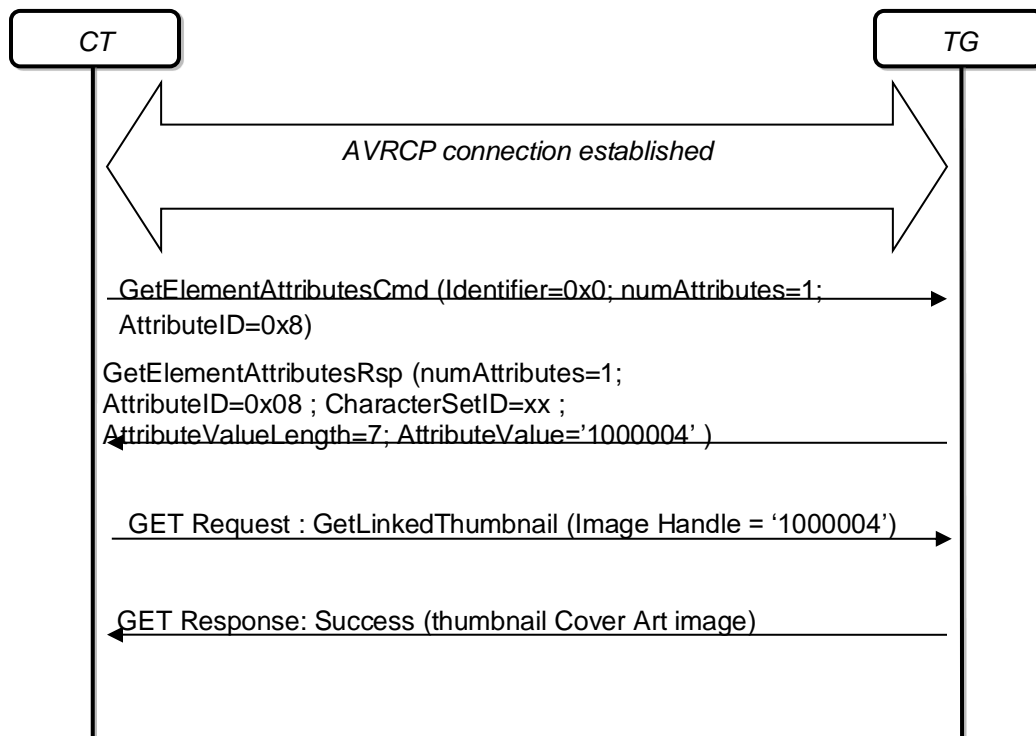 CT
TG
AVRCP connection established
GetElementAttributesCmd (Identifier=0x0; numAttributes=1;
AttributeID=0x8)
GetElementAttributesRsp (numAttributes=1;
AttributeID=0x08 ; CharacterSetID=xx ;
AttributeValueLength=7; AttributeValue=’1000004’ )
GET Request : GetLinkedThumbnail (Image Handle = ‘1000004’)
GET Response: Success (thumbnail Cover Art image)